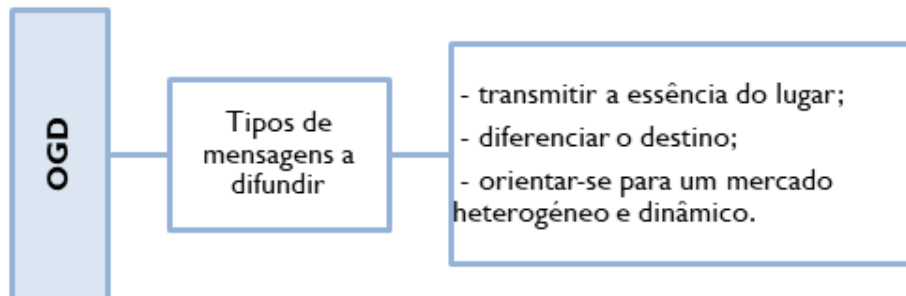 OGD
Tipos de
mensagens a
difundir
- transmitir a essência do lugar;
- diferenciar o destino;
- orientar-se para um mercado
heterogéneo e dinâmico.